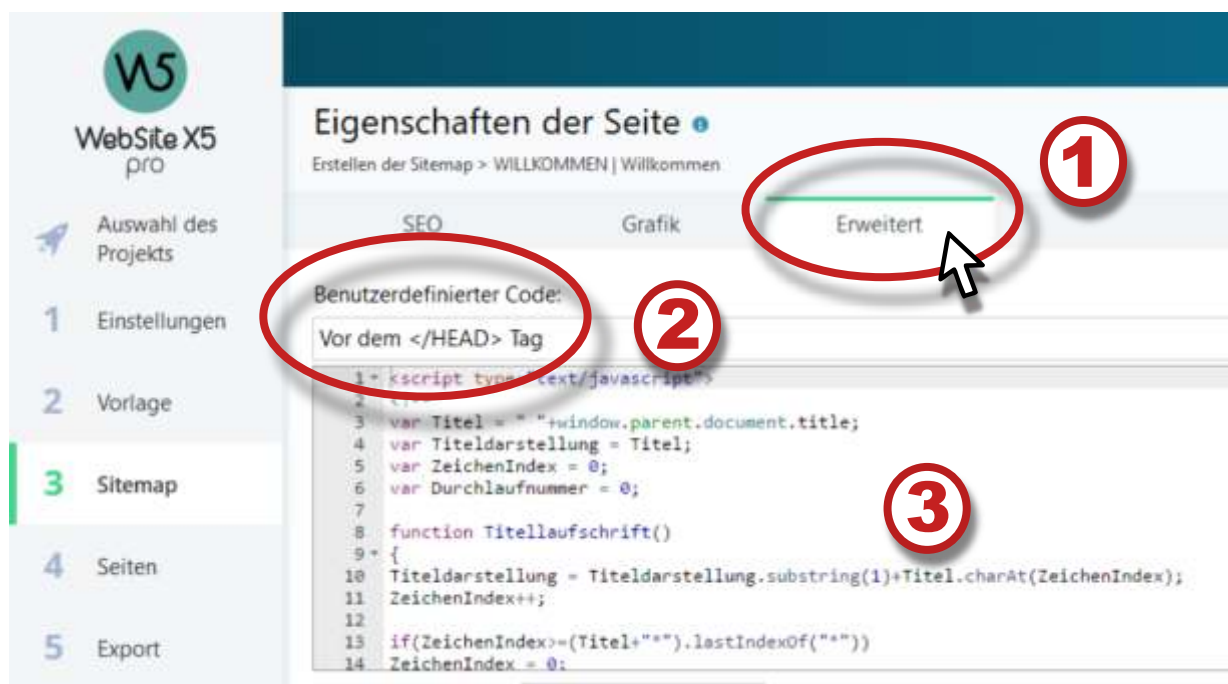 W5
WebSite X5
pro
Auswahl des
Projekts
1 Einstellungen
2 Vorlage
3 Sitemap
4 Seiten
5 Export
Eigenschaften der Seite
Erstellen der Sitemap > WILLKOMMEN | Willkommen
SEO Grafik Erweitert
1
Benutzerdefinierter Code:
2
Vor dem </HEAD> Tag
1 <script type="text/javascript">
2
3 var Titel = " "+window.parent.document.title;
4 var Titeldarstellung = Titel;
5 var ZeichenIndex = 0;
6 var Durchlaufnummer = 0;
7
3
8 function Titellaufschrift()
9 {
10 Titeldarstellung = Titeldarstellung.substring(1)+Titel.charAt(ZeichenIndex);
11 ZeichenIndex++;
12
13 if(ZeichenIndex>=(Titel+"*").lastIndexOf("*"))
14 ZeichenIndex = 0;